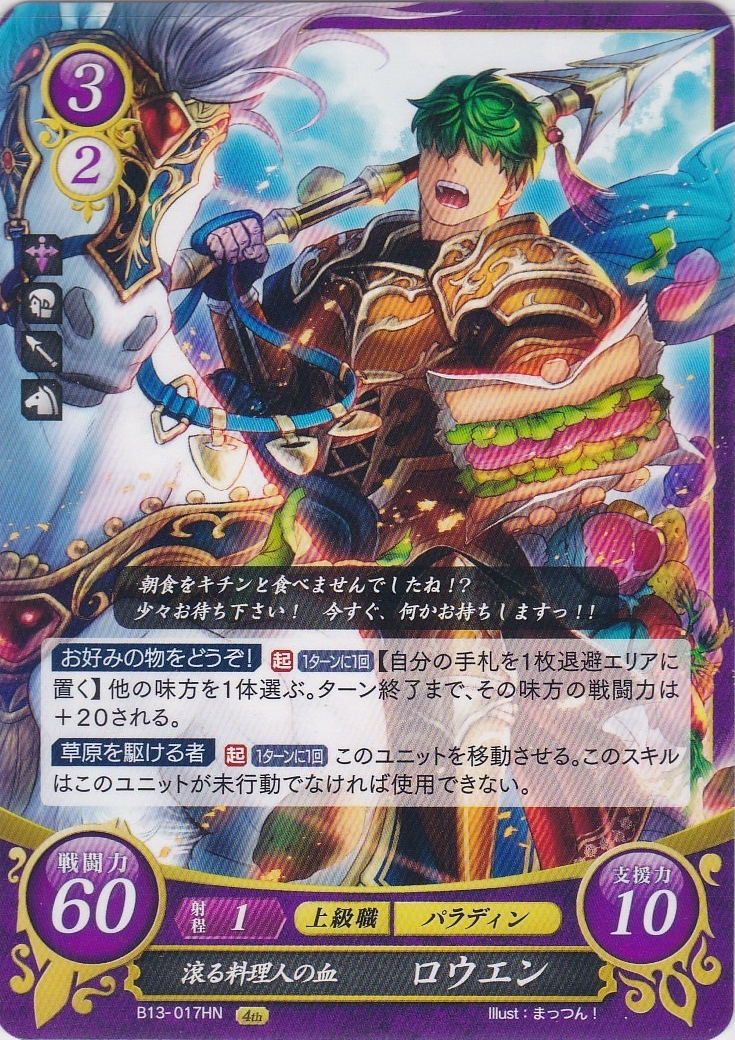 3
2
朝食をキチンと食べませんでしたね!?
少々お待ち下さい! 今すぐ、何かお持ちしますっ!!
お好みの物をどうぞ! 起 1ターンに1回【自分の手札を1枚退避エリアに
置く】他の味方を1体選ぶ。ターン終了まで、その味方の戦闘力は
+20される。
草原を駆ける者 起 1ターンに1回 このユニットを移動させる。このスキル
はこのユニットが未行動でなければ使用できない。
戦闘力
60
射程 1 上級職 パラディン
支援力
10
滾る料理人の血 ロウエン
B13-017HN 4th Illust:まっつん!